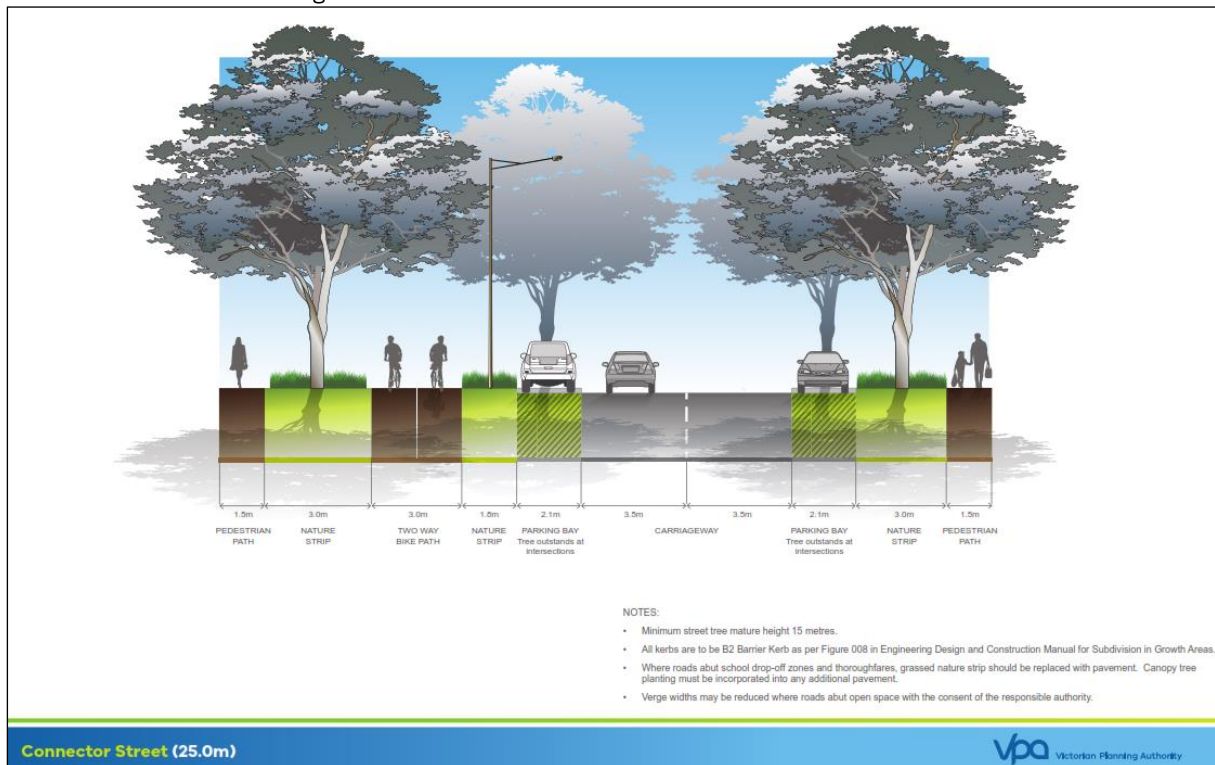 1.5m 3.0m 3.0m 1.8m 2.1m 3.5m 3.5m 2.1m 3.0m 1.5m
PEDESTRIAN NATURE TWO WAY NATURE PARKING BAY CARRIAGEWAY PARKING BAY NATURE PEDESTRIAN
PATH STRIP BIKE PATH STRIP Tree outstands at Tree outstands at STRIP PATH
intersections intersections
NOTES:
• Minimum street tree mature height 15 metres.
• All kerbs are to be B2 Barrier Kerb as per Figure 008 in Engineering Design and Construction Manual for Subdivision in Growth Areas.
• Where roads abut school drop-off zones and thoroughfares, grassed nature strip should be replaced with pavement. Canopy tree
planting must be incorporated into any additional pavement.
• Verge widths may be reduced where roads abut open space with the consent of the responsible authority.
Connector Street (25.0m)
vpa Victorian Planning Authority